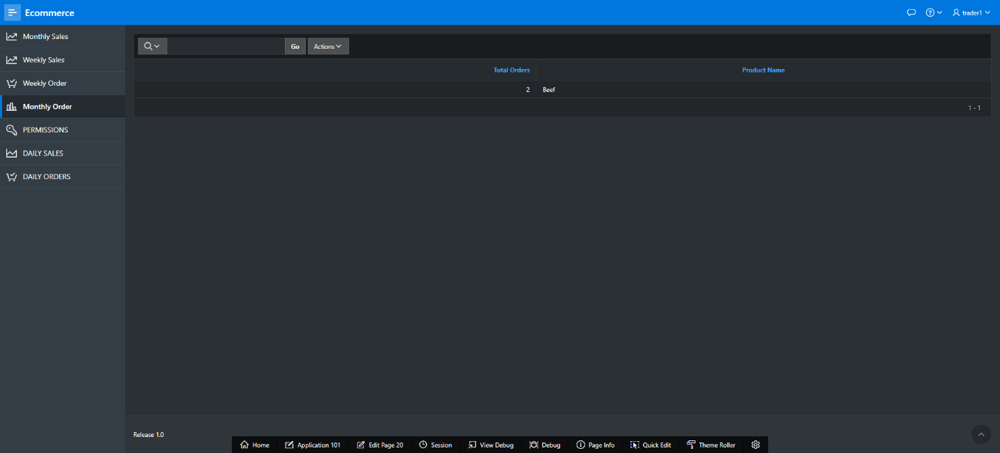 Ecommerce
trader1
Monthly Sales
Weekly Sales
Weekly Order
Monthly Order
PERMISSIONS
DAILY SALES
DAILY ORDERS
Go Actions
Total Orders Product Name
2 Beef
1 - 1
Release 1.0
Home Application 101 Edit Page 20 Session View Debug Debug Page Info Quick Edit Theme Roller